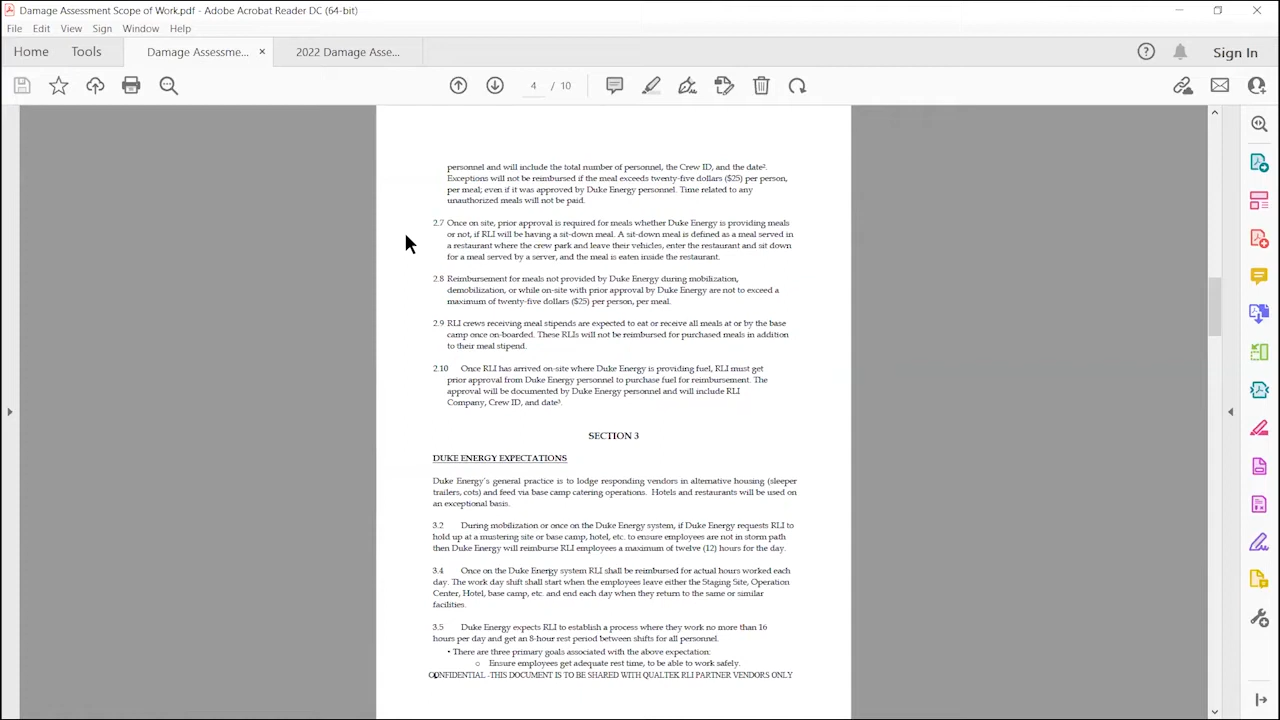 Damage Assessment Scope of Work.pdf - Adobe Acrobat Reader DC (64-bit)
File Edit View Sign Window Help
Home Tools Damage Assessme... × 2022 Damage Asse... Sign In
4 / 10
personnel and will include the total number of personnel, the Crew ID, and the date².
Exceptions will not be reimbursed if the meal exceeds twenty-five dollars ($25) per person,
per meal; even if it was approved by Duke Energy personnel. Time related to any
unauthorized meals will not be paid.
2.7 Once on site, prior approval is required for meals whether Duke Energy is providing meals
or not, if RLI will be having a sit-down meal. A sit-down meal is defined as a meal served in
a restaurant where the crew park and leave their vehicles, enter the restaurant and sit down
for a meal served by a server, and the meal is eaten inside the restaurant.
2.8 Reimbursement for meals not provided by Duke Energy during mobilization,
demobilization, or while on-site with prior approval by Duke Energy are not to exceed a
maximum of twenty-five dollars ($25) per person, per meal.
2.9 RLI crews receiving meal stipends are expected to eat or receive all meals at or by the base
camp once on-boarded. These RLIs will not be reimbursed for purchased meals in addition
to their meal stipend.
2.10 Once RLI has arrived on-site where Duke Energy is providing fuel, RLI must get
prior approval from Duke Energy personnel to purchase fuel for reimbursement. The
approval will be documented by Duke Energy personnel and will include RLI
Company, Crew ID, and date³.
SECTION 3
DUKE ENERGY EXPECTATIONS
Duke Energy's general practice is to lodge responding vendors in alternative housing (sleeper
trailers, cots) and feed via base camp catering operations. Hotels and restaurants will be used on
an exceptional basis.
3.2 During mobilization or once on the Duke Energy system, if Duke Energy requests RLI to
hold up at a mustering site or base camp, hotel, etc. to ensure employees are not in storm path
then Duke Energy will reimburse RLI employees a maximum of twelve (12) hours for the day.
3.4 Once on the Duke Energy system RLI shall be reimbursed for actual hours worked each
day. The work day shift shall start when the employees leave either the Staging Site, Operation
Center, Hotel, base camp, etc. and end each day when they return to the same or similar
facilities.
3.5 Duke Energy expects RLI to establish a process where they work no more than 16
hours per day and get an 8-hour rest period between shifts for all personnel.
• There are three primary goals associated with the above expectation:
o Ensure employees get adequate rest time, to be able to work safely.
CONFIDENTIAL -THIS DOCUMENT IS TO BE SHARED WITH QUALTEK RLI PARTNER VENDORS ONLY